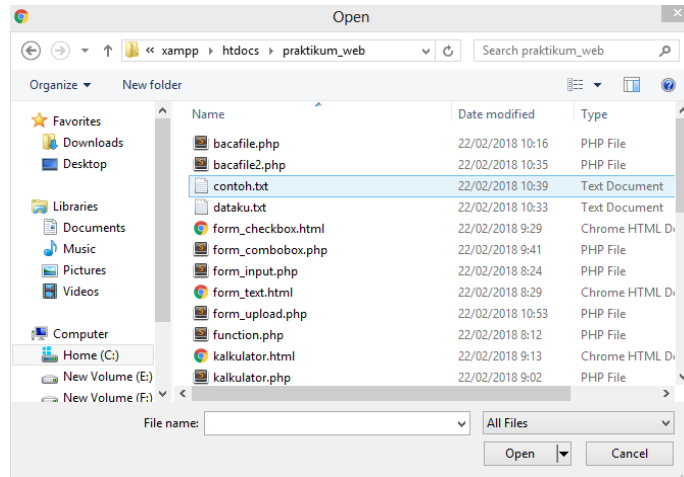 Open
« xampp htdocs praktikum_web Search praktikum_web
Organize New folder
Favorites
Downloads
Desktop
Libraries
Documents
Music
Pictures
Videos
Computer
Home (C:)
New Volume (E:)
New Volume (F:)
Name Date modified Type
bacafile.php 22/02/2018 10:16 PHP File
bacafile2.php 22/02/2018 10:35 PHP File
contoh.txt 22/02/2018 10:39 Text Document
dataku.txt 22/02/2018 10:33 Text Document
form_checkbox.html 22/02/2018 9:29 Chrome HTML Do
form_combobox.php 22/02/2018 9:41 PHP File
form_input.php 22/02/2018 8:24 PHP File
form_text.html 22/02/2018 8:29 Chrome HTML Do
form_upload.php 22/02/2018 10:53 PHP File
function.php 22/02/2018 8:12 PHP File
kalkulator.html 22/02/2018 9:13 Chrome HTML Do
kalkulator.php 22/02/2018 9:02 PHP File
File name: All Files
Open Cancel